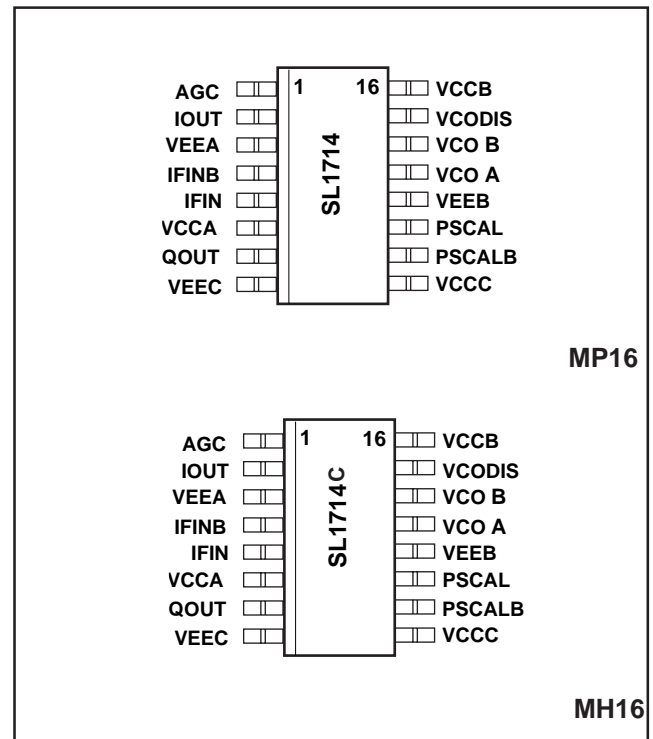 AGC 1 16 VCCB
IOUT VCODIS
VEEA VCO B
IFINB VCO A
IFIN VEEB
VCCA PSCAL
QOUT PSCALB
VEEC VCCC
SL1714
MP16
AGC 1 16 VCCB
IOUT VCODIS
VEEA VCO B
IFINB VCO A
IFIN VEEB
VCCA PSCAL
QOUT PSCALB
VEEC VCCC
SL1714C
MH16